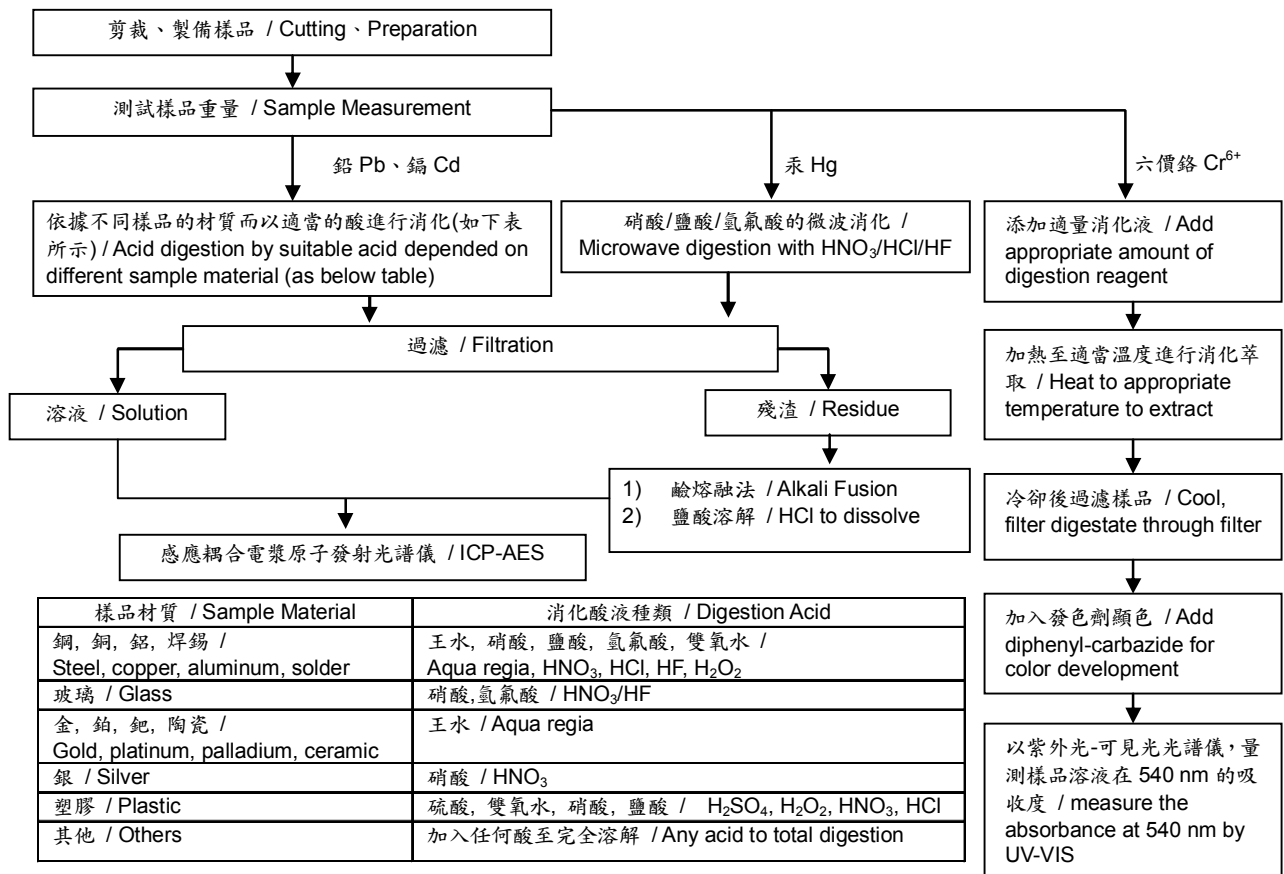 剪裁、製備樣品 / Cutting、Preparation
測試樣品重量 / Sample Measurement
鉛 Pb、鎘 Cd
汞 Hg
六價鉻 Cr⁶⁺
依據不同樣品的材質而以適當的酸進行消化(如下表
所示) / Acid digestion by suitable acid depended on
different sample material (as below table)
硝酸/鹽酸/氫氟酸的微波消化 /
Microwave digestion with HNO₃/HCl/HF
添加適量消化液 / Add
appropriate amount of
digestion reagent
過濾 / Filtration
加熱至適當溫度進行消化萃
取 / Heat to appropriate
temperature to extract
溶液 / Solution
殘渣 / Residue
1) 鹼熔融法 / Alkali Fusion
2) 鹽酸溶解 / HCl to dissolve
冷卻後過濾樣品 / Cool,
filter digestate through filter
感應耦合電漿原子發射光譜儀 / ICP-AES
加入發色劑顯色 / Add
diphenyl-carbazide for
color development
以紫外光-可見光光譜儀，量
測樣品溶液在 540 nm 的吸
收度 / measure the
absorbance at 540 nm by
UV-VIS
樣品材質 / Sample Material
消化酸液種類 / Digestion Acid
鋼, 銅, 鋁, 焊錫 /
Steel, copper, aluminum, solder
王水, 硝酸, 鹽酸, 氫氟酸, 雙氧水 /
Aqua regia, HNO₃, HCl, HF, H₂O₂
玻璃 / Glass
硝酸,氫氟酸 / HNO₃/HF
金, 鉑, 鈀, 陶瓷 /
Gold, platinum, palladium, ceramic
王水 / Aqua regia
銀 / Silver
硝酸 / HNO₃
塑膠 / Plastic
硫酸, 雙氧水, 硝酸, 鹽酸 / H₂SO₄, H₂O₂, HNO₃, HCl
其他 / Others
加入任何酸至完全溶解 / Any acid to total digestion